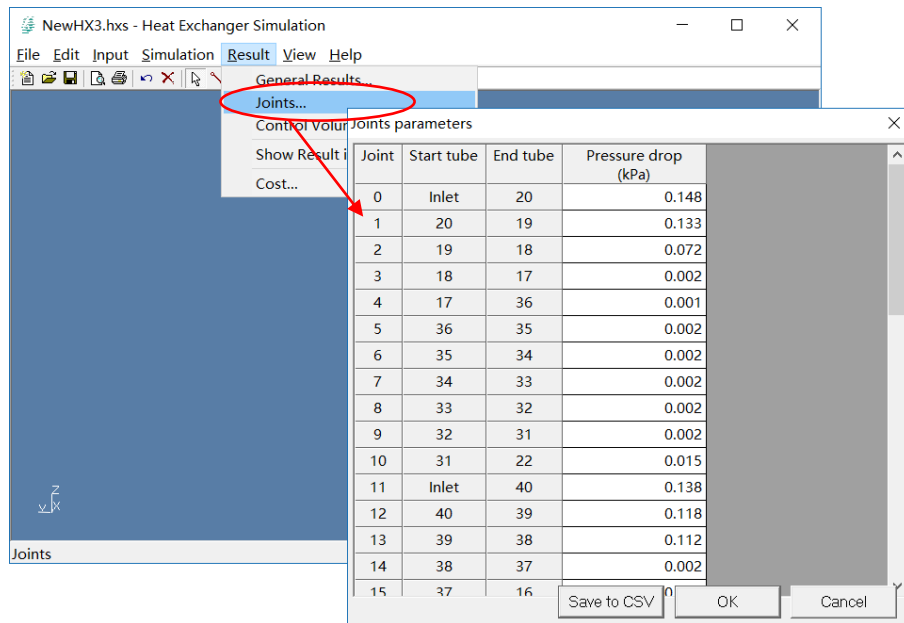 NewHX3.hxs - Heat Exchanger Simulation
File Edit Input Simulation Result View Help
General Results...
Joints...
Control Volu
Show Result i
Cost...
Joints parameters
Joint Start tube End tube Pressure drop
(kPa)
0 Inlet 20 0.148
1 20 19 0.133
2 19 18 0.072
3 18 17 0.002
4 17 36 0.001
5 36 35 0.002
6 35 34 0.002
7 34 33 0.002
8 33 32 0.002
9 32 31 0.002
10 31 22 0.015
11 Inlet 40 0.138
12 40 39 0.118
13 39 38 0.112
14 38 37 0.002
15 37 16
Save to CSV OK Cancel
Z
Y X
Joints